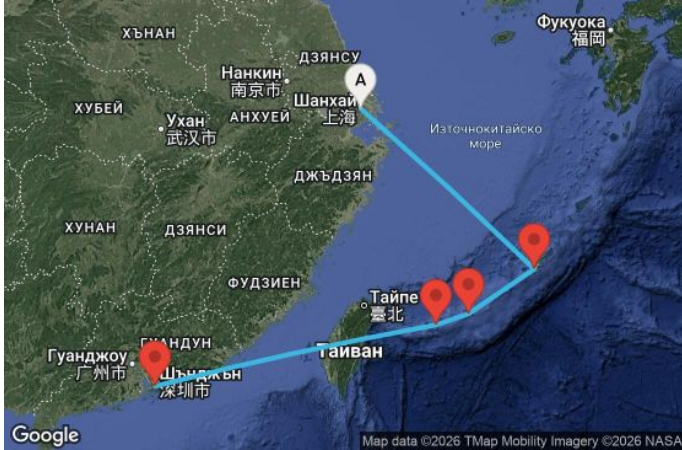 Фукуока
福岡
ХЪНАН
ДЗЯНСУ
Нанкин
南京市
A
Шанхай
上海
ХУБЕЙ
Ухан
武汉市
АНХУЕЙ
Източнокитайско
море
ДЖЪДЗЯН
ХУНАН
ДЗЯНСИ
ФУДЗИЕН
Тайпе
臺北
ГУАНДУН
Тайван
Гуанджоу
广州市
Шънджън
深圳市
Google
Map data ©2026 TMap Mobility Imagery ©2026 NASA